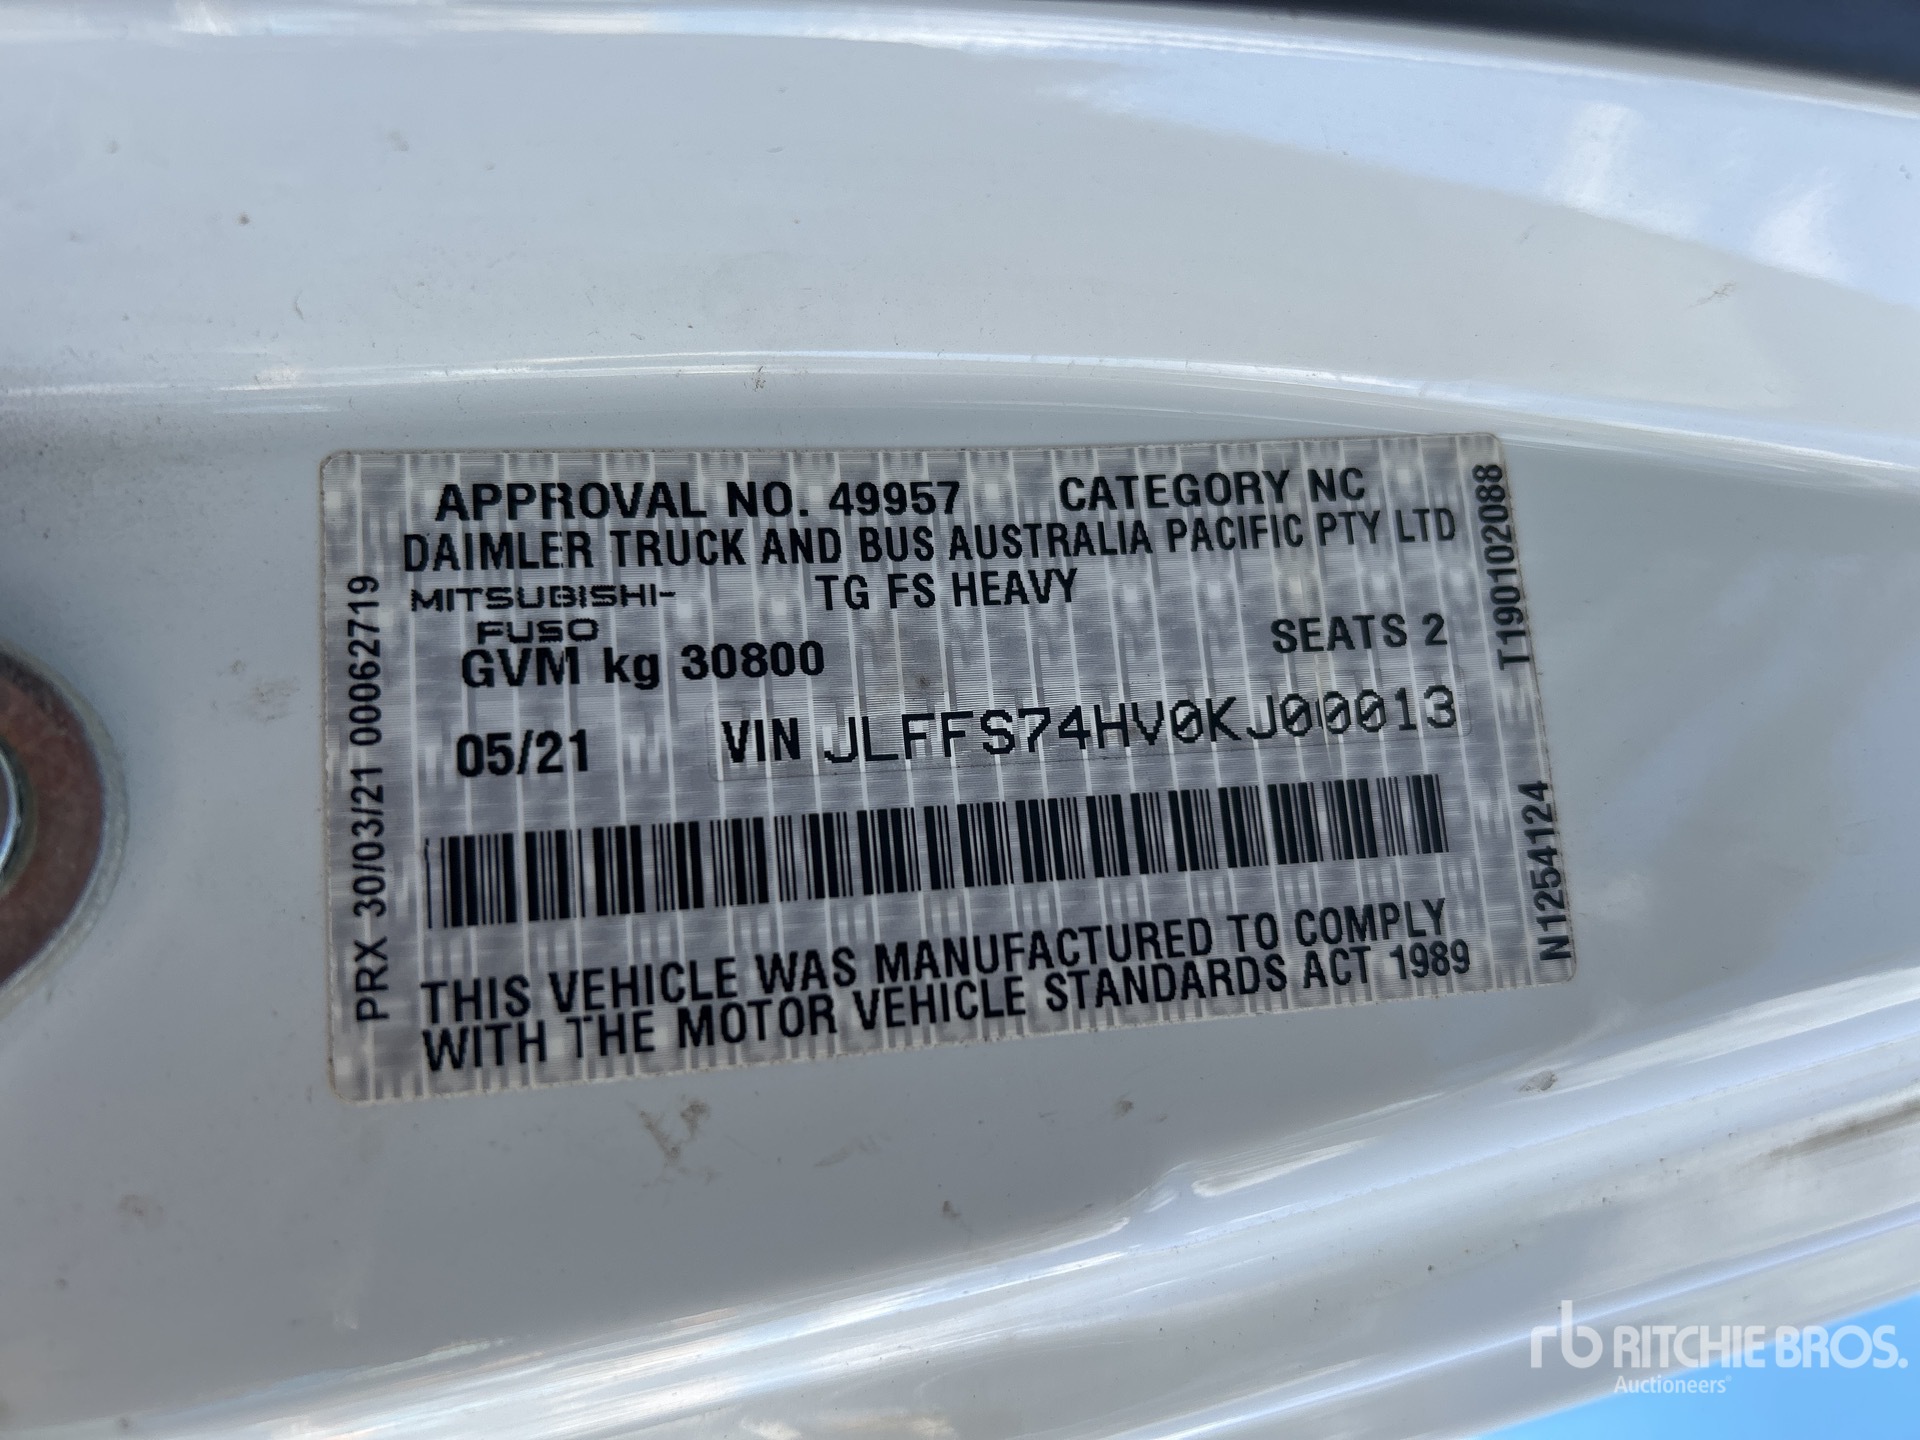 APPROVAL NO. 49957 CATEGORY NC
DAIMLER TRUCK AND BUS AUSTRALIA PACIFIC PTY LTD
MITSUBISHI-
FUSO
TG FS HEAVY
GVM kg 30800
SEATS 2
05/21
VIN JLFFS74HV0KJ00013
THIS VEHICLE WAS MANUFACTURED TO COMPLY
WITH THE MOTOR VEHICLE STANDARDS ACT 1989
PRX 30/03/21 00062719
T190102088
N1254124
rb RITCHIE BROS.
Auctioneers